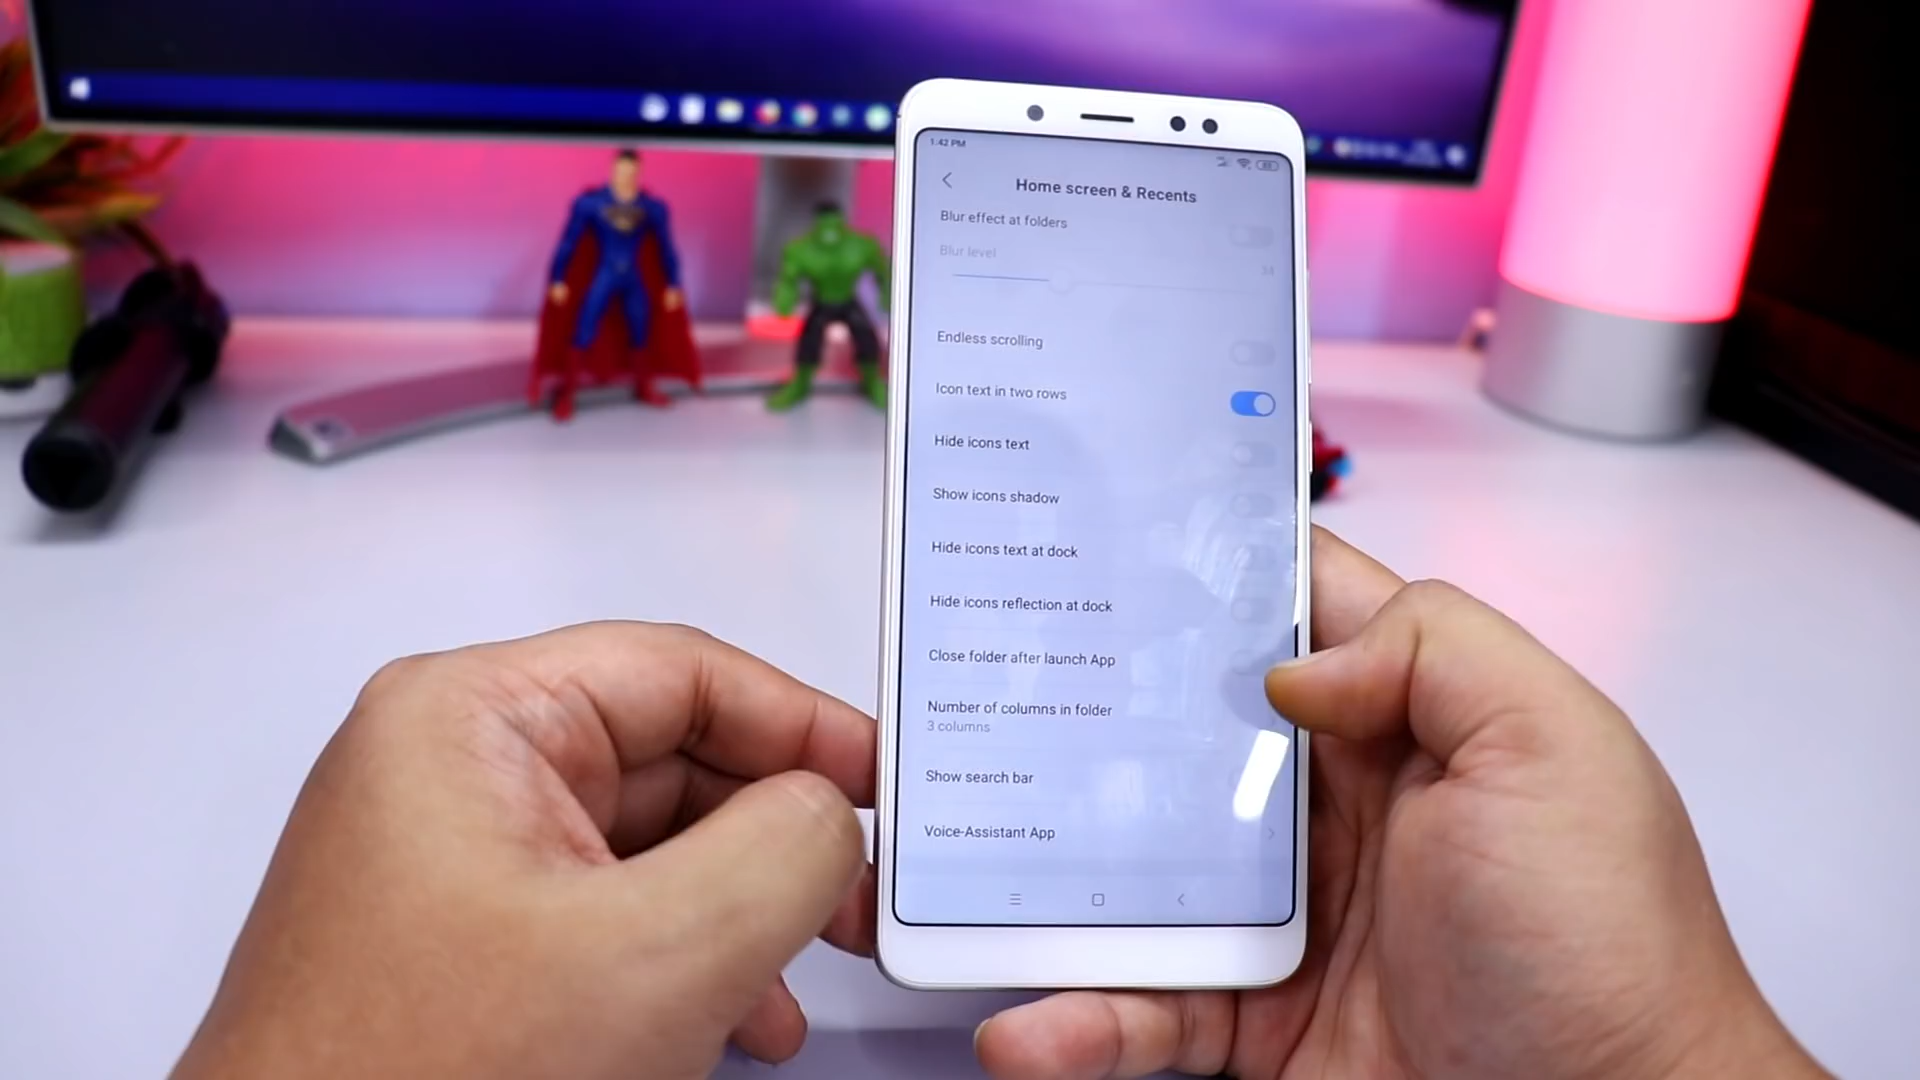 1:42 PM
Home screen & Recents
Blur effect at folders
Blur level
Endless scrolling
Icon text in two rows
Hide icons text
Show icons shadow
Hide icons text at dock
Hide icons reflection at dock
Close folder after launch App
Number of columns in folder
3 columns
Show search bar
Voice-Assistant App